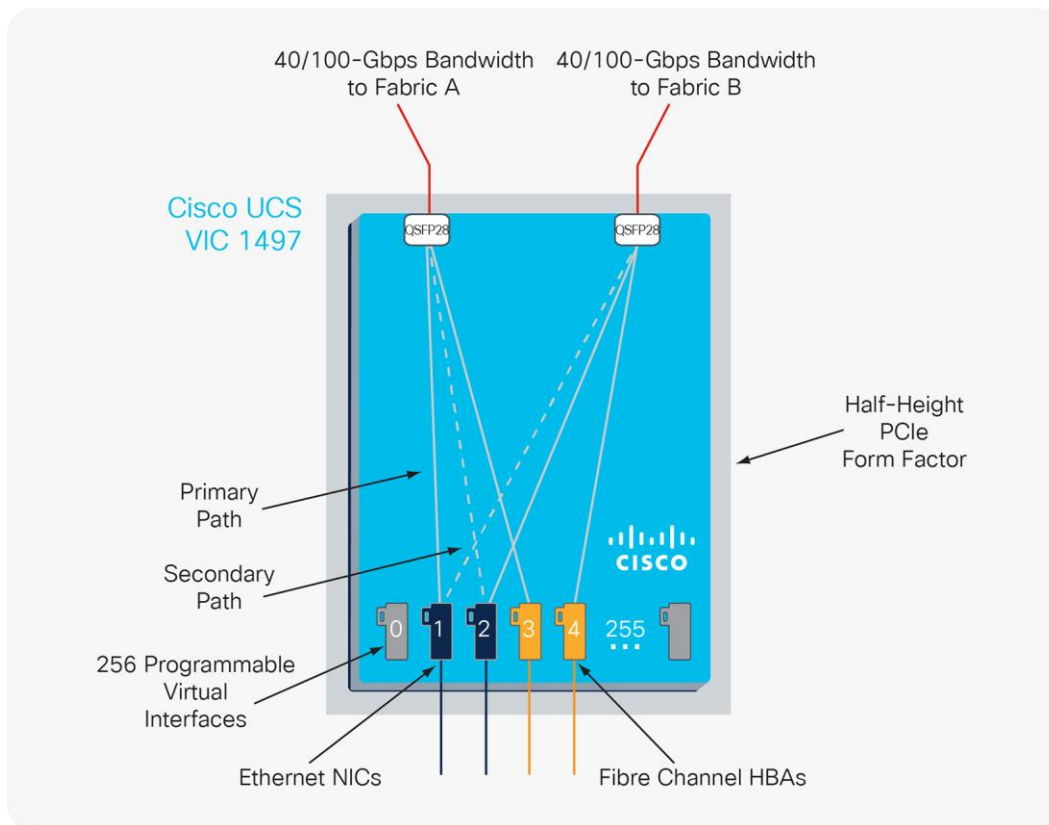 40/100-Gbps Bandwidth
to Fabric A
40/100-Gbps Bandwidth
to Fabric B
Cisco UCS
VIC 1497
QSFP28
QSFP28
Half-Height
PCIe
Form Factor
Primary
Path
Secondary
Path
CISCO
0
1
2
3
4
255
...
256 Programmable
Virtual
Interfaces
Ethernet NICs
Fibre Channel HBAs